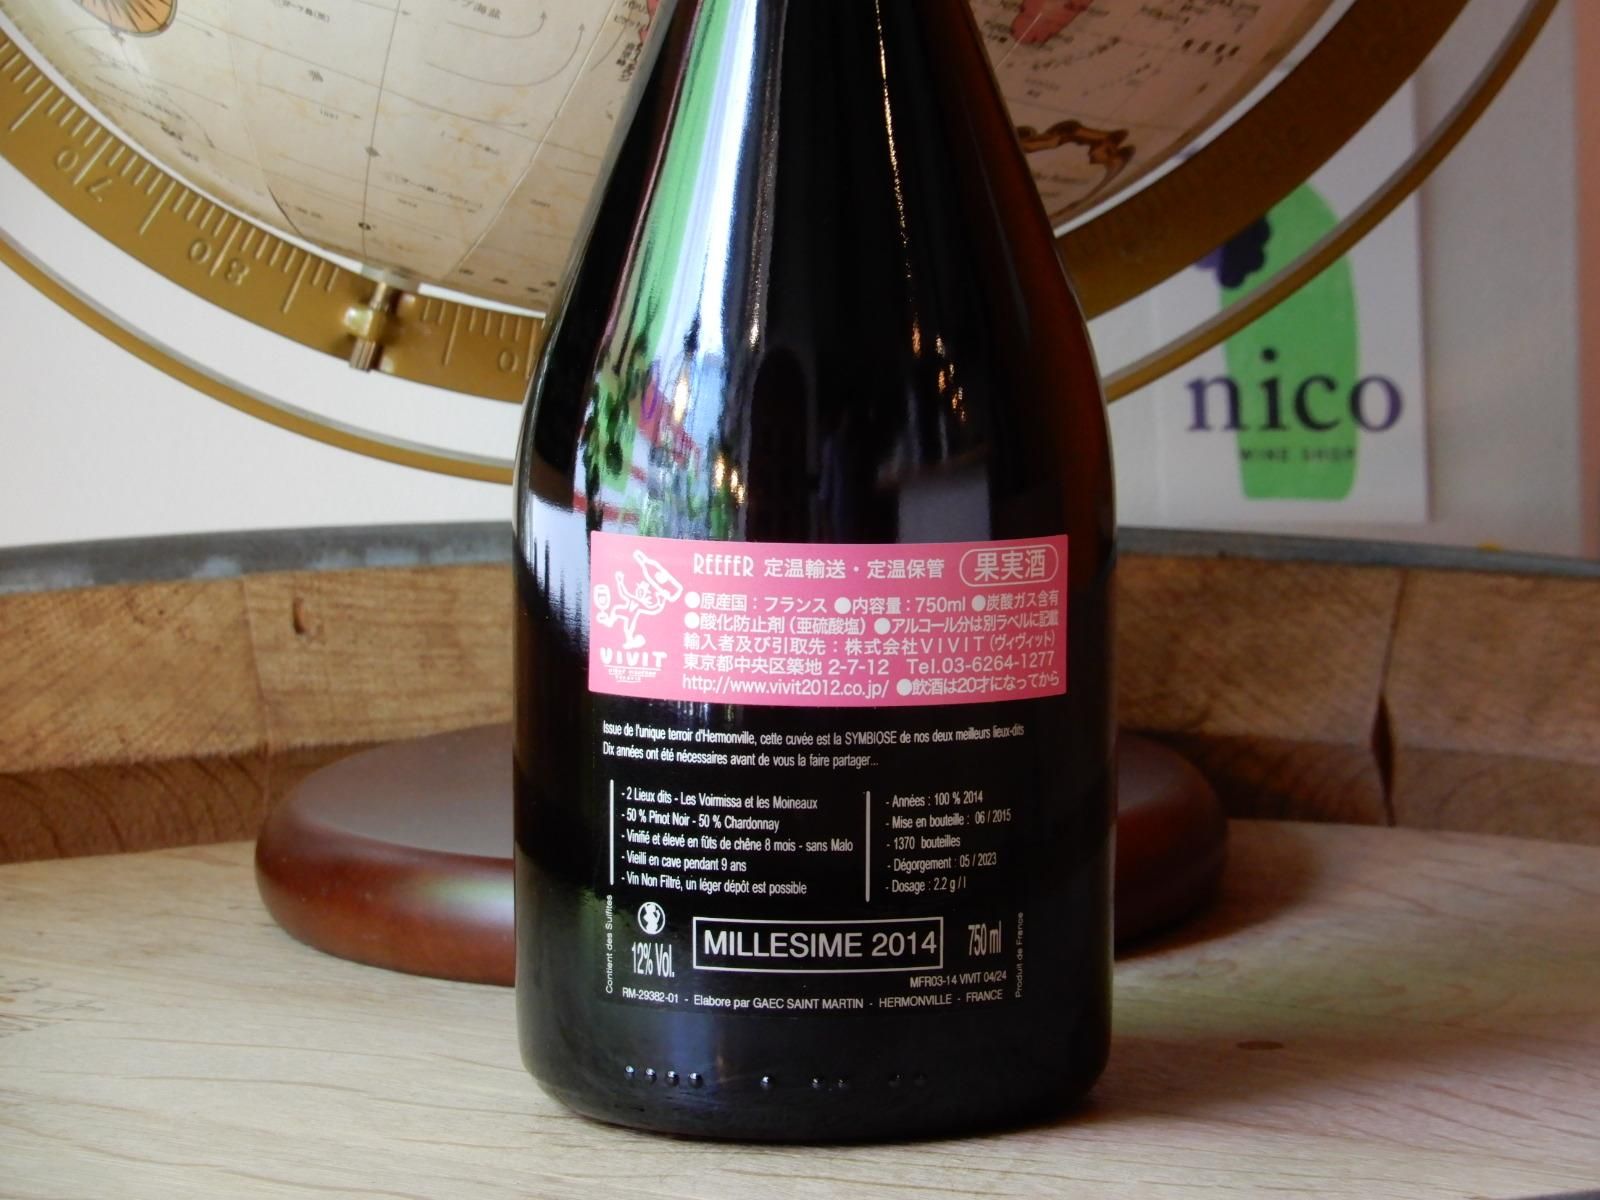 nico
WINE SHOP
REEFER 定温輸送・定温保管 果実酒
●原産国：フランス ●内容量：750ml ●炭酸ガス含有
●酸化防止剤（亜硫酸塩） ●アルコール分は別ラベルに記載
輸入者及び引取先：株式会社VIVIT（ヴィヴィット）
東京都中央区築地 2-7-12 Tel.03-6264-1277
http://www.vivit2012.co.jp/ ●飲酒は20才になってから
VIVIT
Issue de l'unique terroir d'Hermonville, cette cuvée est la SYMBIOSE de nos deux meilleurs lieux-dits
Dix années ont été nécessaires avant de vous la faire partager...
- 2 Lieux dits - Les Voirmissa et les Moineaux
- 50 % Pinot Noir - 50 % Chardonnay
- Vinifié et élevé en fûts de chêne 8 mois - sans Malo
- Vieilli en cave pendant 9 ans
- Vin Non Filtré, un léger dépôt est possible
- Années : 100 % 2014
- Mise en bouteille : 06 / 2015
- 1370 bouteilles
- Dégorgement : 05 / 2023
- Dosage : 2.2 g / l
Contient des Sulfites
12% Vol.
MILLESIME 2014
750 ml
Produit de France
MFR03-14 VIVIT 04/24
RM-29382-01 - Elabore par GAEC SAINT MARTIN - HERMONVILLE - FRANCE